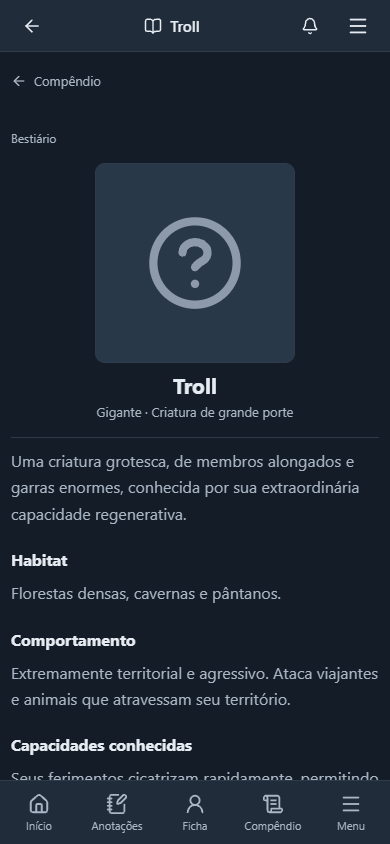 Troll
Compêndio
Bestiário
Troll
Gigante · Criatura de grande porte
Uma criatura grotesca, de membros alongados e
garras enormes, conhecida por sua extraordinária
capacidade regenerativa.
Habitat
Florestas densas, cavernas e pântanos.
Comportamento
Extremamente territorial e agressivo. Ataca viajantes
e animais que atravessam seu território.
Capacidades conhecidas
Seus ferimentos cicatrizam rapidamente, permitindo
Início
Anotações
Ficha
Compêndio
Menu